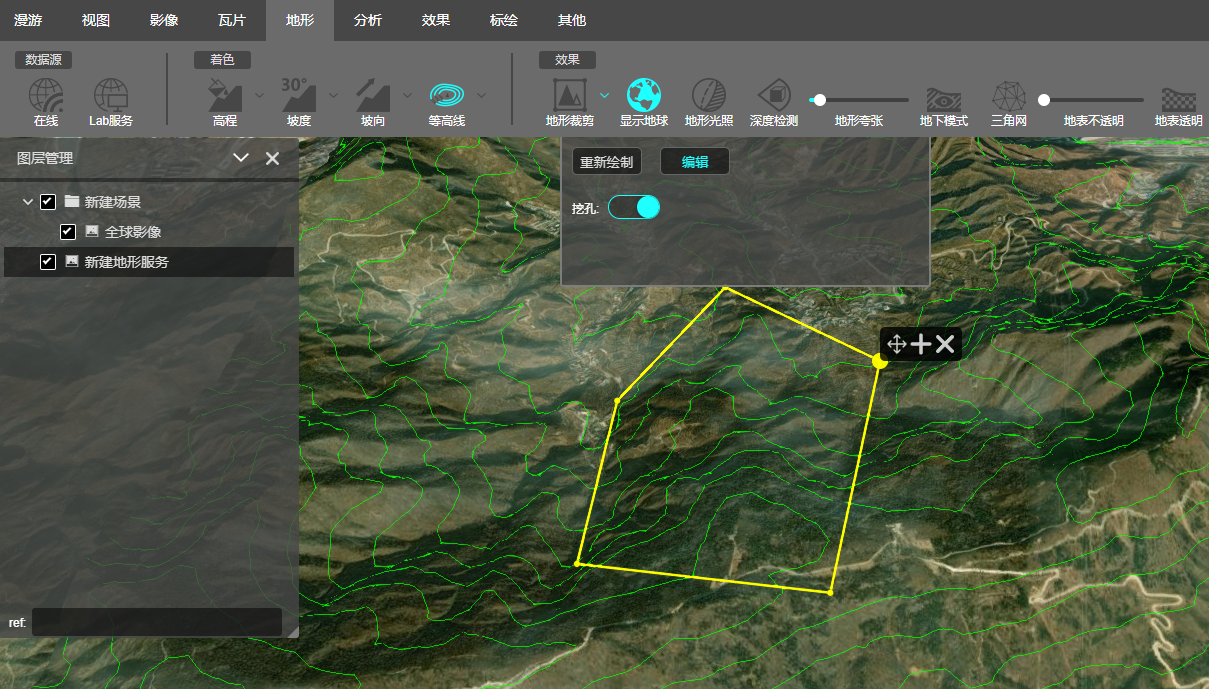 漫游 视图 影像 瓦片 地形 分析 效果 标绘 其他
数据源 着色 效果
30°
在线 Lab服务 高程 坡度 坡向 等高线 地形裁剪 显示地球 地形光照 深度检测 地形夸张 地下模式 三角网 地表不透明 地表透明
图层管理
新建场景
全球影像
新建地形服务
ref:
重新绘制 编辑
挖孔: